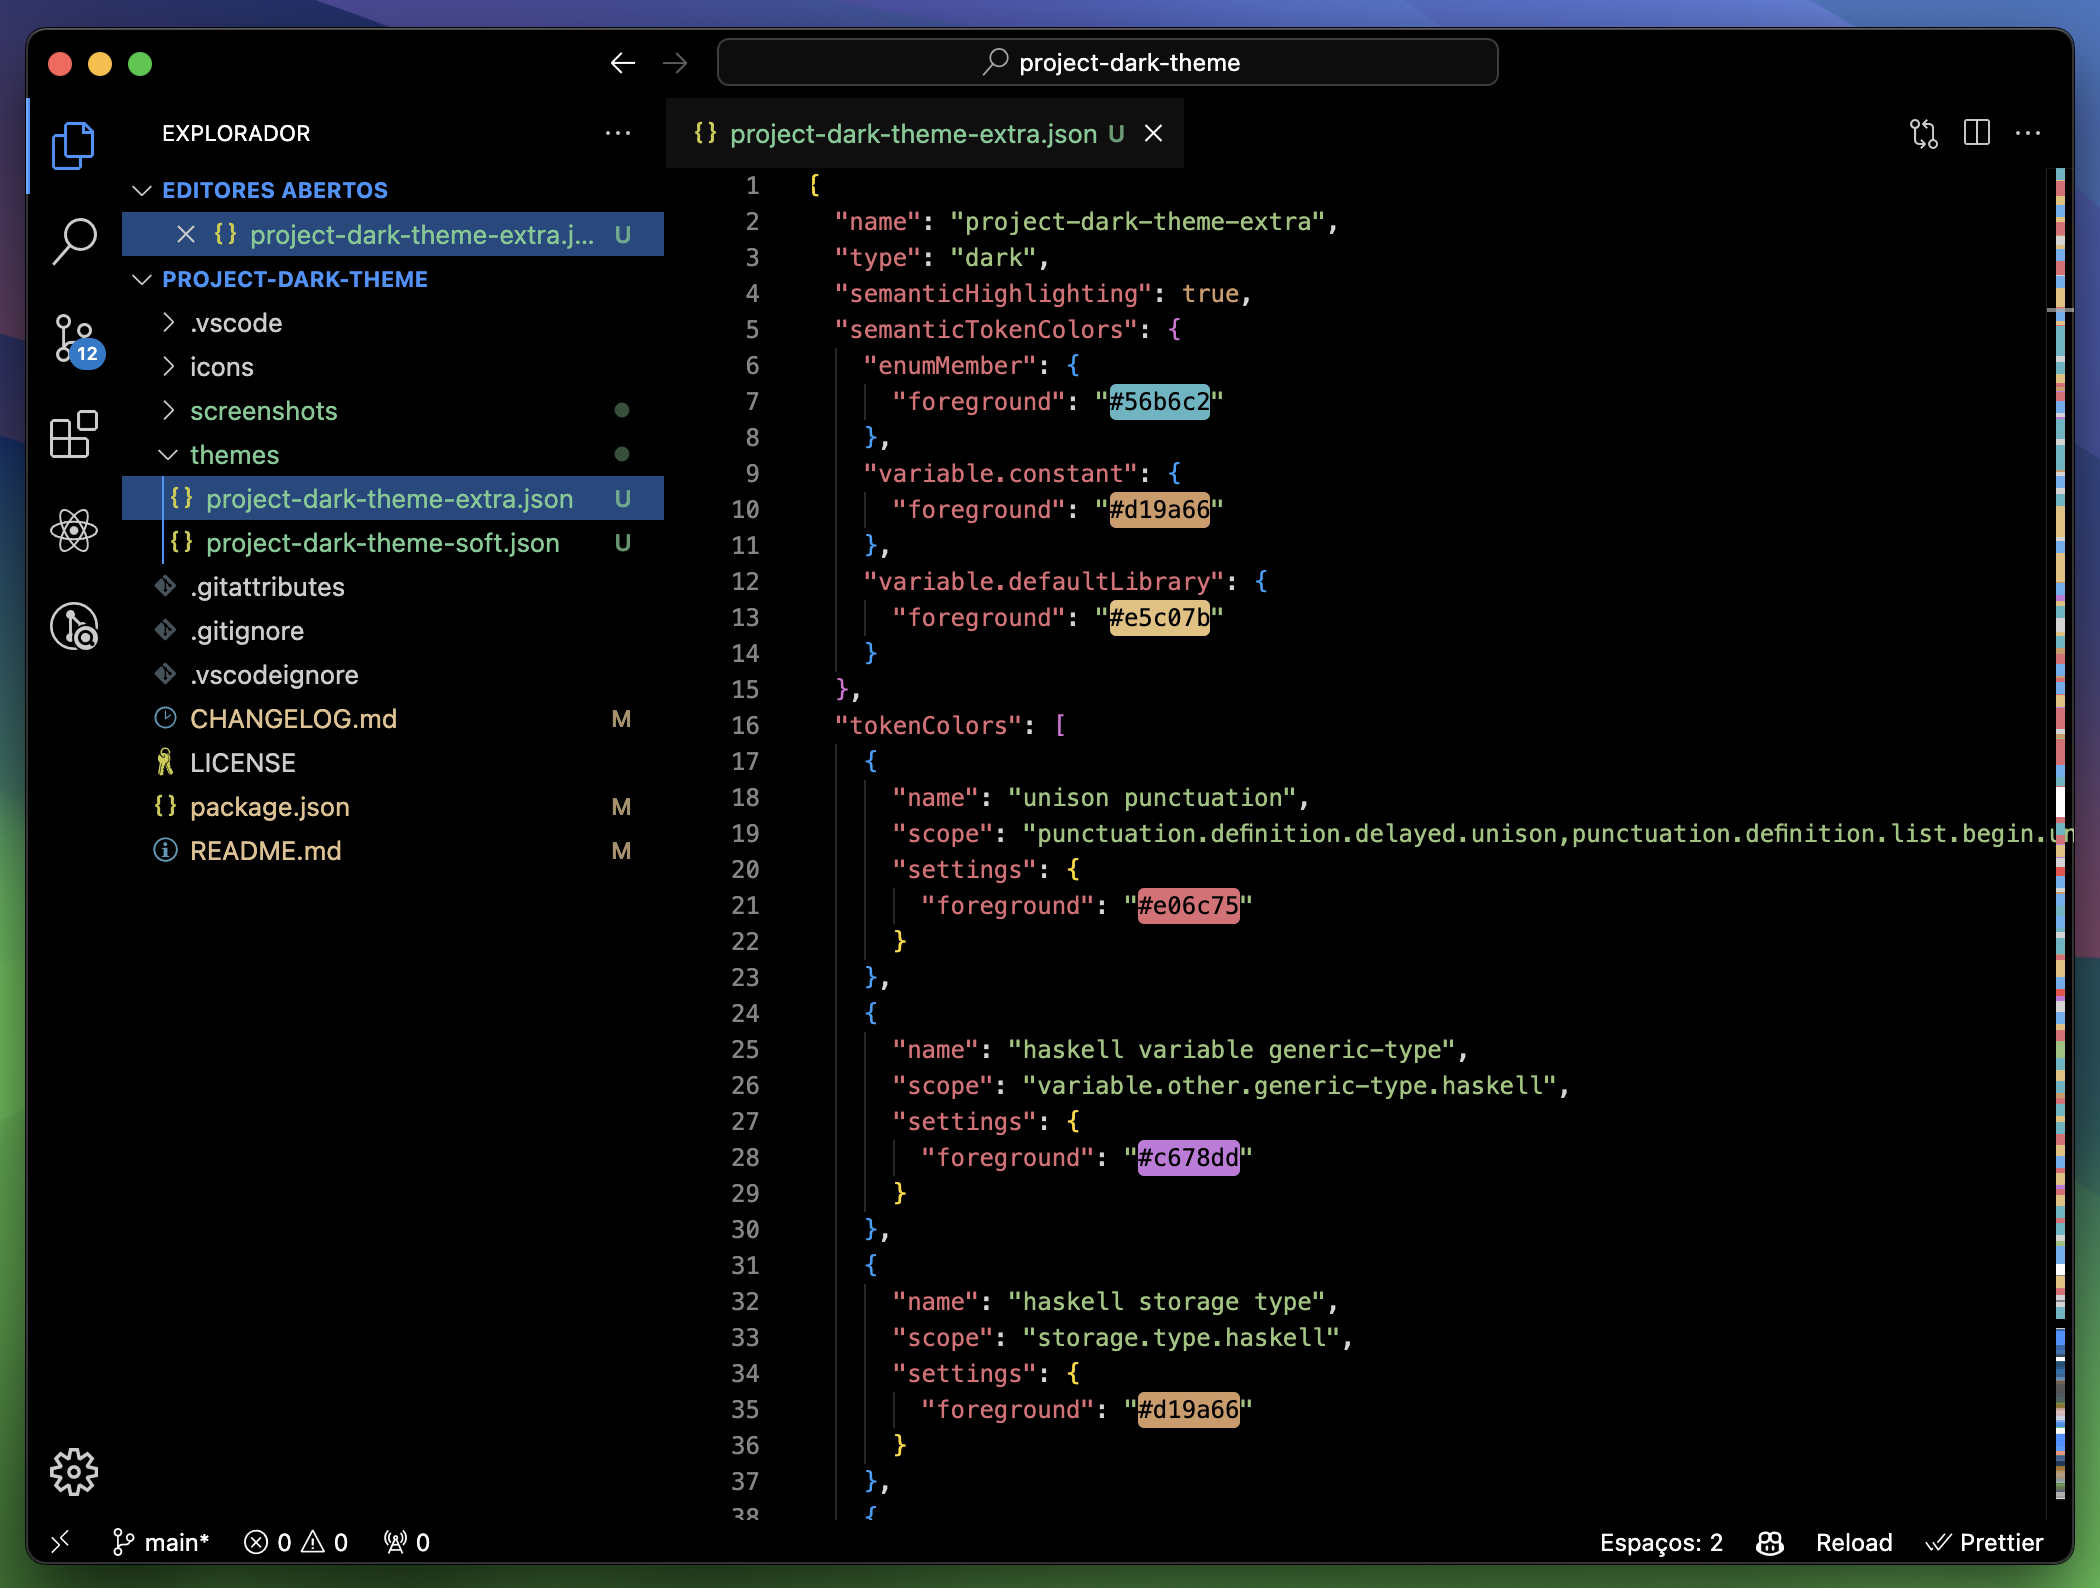 project-dark-theme
EXPLORADOR
EDITORES ABERTOS
project-dark-theme-extra.j... U
PROJECT-DARK-THEME
.vscode
icons
screenshots
themes
project-dark-theme-extra.json U
project-dark-theme-soft.json U
.gitattributes
.gitignore
.vscodeignore
CHANGELOG.md M
LICENSE
package.json M
README.md M
12
project-dark-theme-extra.json U
1 {
2 "name": "project-dark-theme-extra",
3 "type": "dark",
4 "semanticHighlighting": true,
5 "semanticTokenColors": {
6 "enumMember": {
7 "foreground": "#56b6c2"
8 },
9 "variable.constant": {
10 "foreground": "#d19a66"
11 },
12 "variable.defaultLibrary": {
13 "foreground": "#e5c07b"
14 }
15 },
16 "tokenColors": [
17 {
18 "name": "unison punctuation",
19 "scope": "punctuation.definition.delayed.unison,punctuation.definition.list.begin.un
20 "settings": {
21 "foreground": "#e06c75"
22 }
23 },
24 {
25 "name": "haskell variable generic-type",
26 "scope": "variable.other.generic-type.haskell",
27 "settings": {
28 "foreground": "#c678dd"
29 }
30 },
31 {
32 "name": "haskell storage type",
33 "scope": "storage.type.haskell",
34 "settings": {
35 "foreground": "#d19a66"
36 }
37 },
38 {
main* 0 0 0
Espaços: 2 Reload Prettier